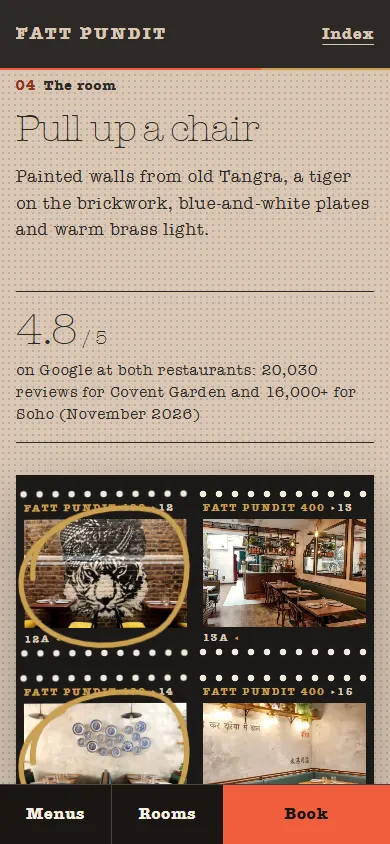 FATT PUNDIT
Index
04 The room
Pull up a chair
Painted walls from old Tangra, a tiger
on the brickwork, blue-and-white plates
and warm brass light.
4.8 / 5
on Google at both restaurants: 20,030
reviews for Covent Garden and 16,000+ for
Soho (November 2026)
FATT PUNDIT 400 ▸ 12
FATT PUNDIT 400 ▸ 13
12A
13A
FATT PUNDIT 400 ▸ 14
FATT PUNDIT 400 ▸ 15
कर दरिया में डाल
Menus
Rooms
Book